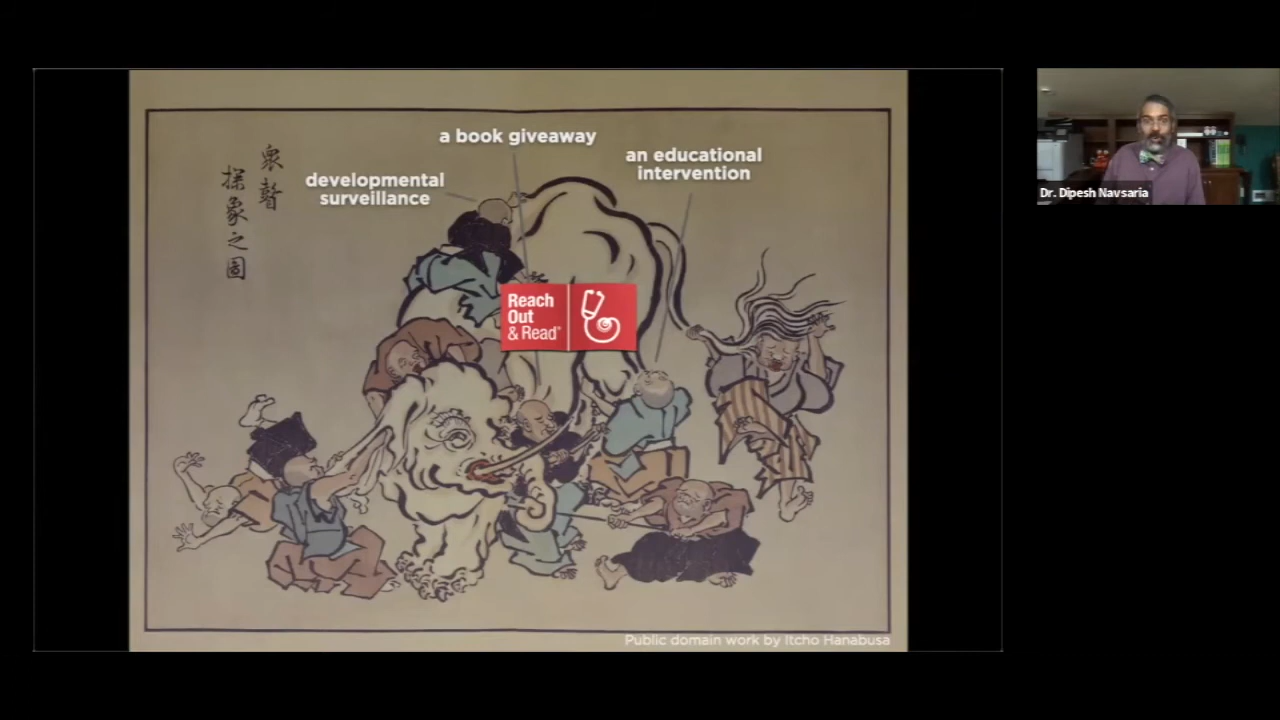 a book giveaway
an educational
intervention
developmental
surveillance
衆瞽
探象之圖
Reach
Out
& Read®
Public domain work by Itcho Hanabusa
Dr. Dipesh Navsaria